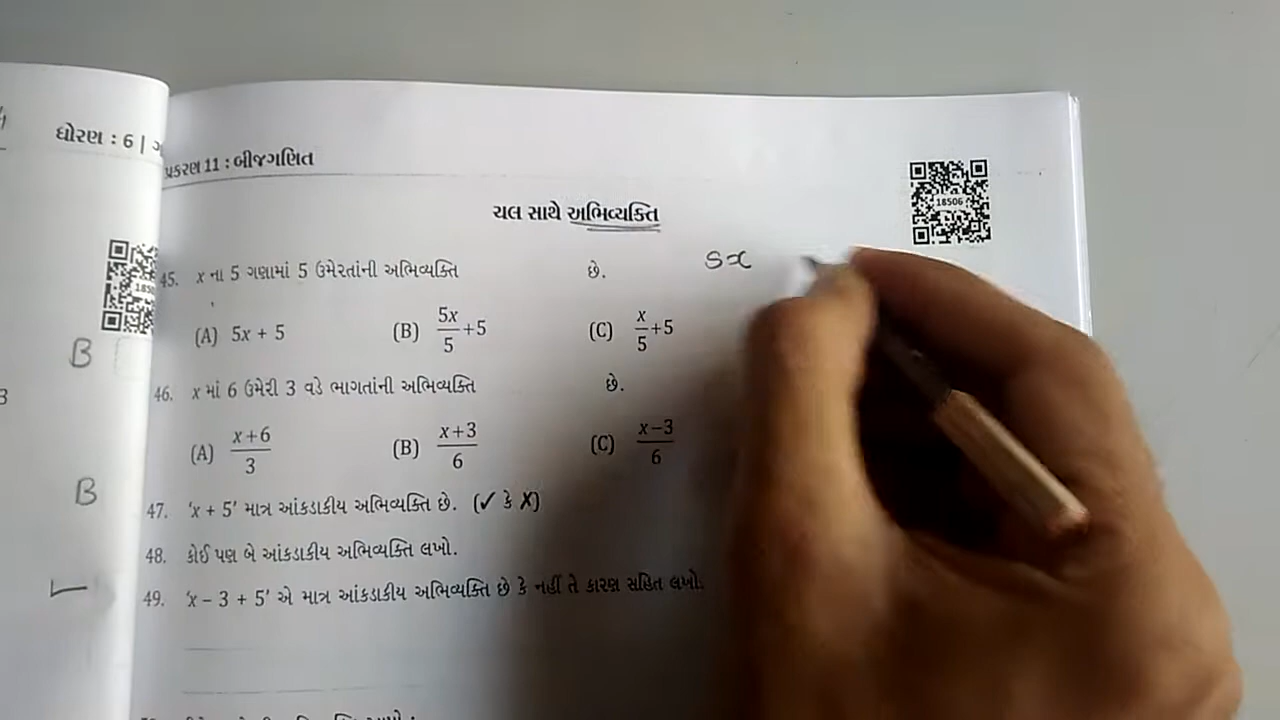 ધોરણ : 6 |
પ્રકરણ 11 : બીજગણિત
18506
ચલ સાથે અભિવ્યક્તિ
45. x ના 5 ગણામાં 5 ઉમેરતાંની અભિવ્યક્તિ છે. 5x
(A) 5x + 5 (B) 5x/5 +5 (C) x/5 +5
B
46. x માં 6 ઉમેરી 3 વડે ભાગતાંની અભિવ્યક્તિ છે.
(A) x+6/3 (B) x+3/6 (C) x−3/6
B
47. ‘x + 5’ માત્ર આંકડાકીય અભિવ્યક્તિ છે. (✓ કે ✗)
48. કોઈ પણ બે આંકડાકીય અભિવ્યક્તિ લખો.
49. ‘x – 3 + 5’ એ માત્ર આંકડાકીય અભિવ્યક્તિ છે કે નહીં તે કારણ સહિત લખો.